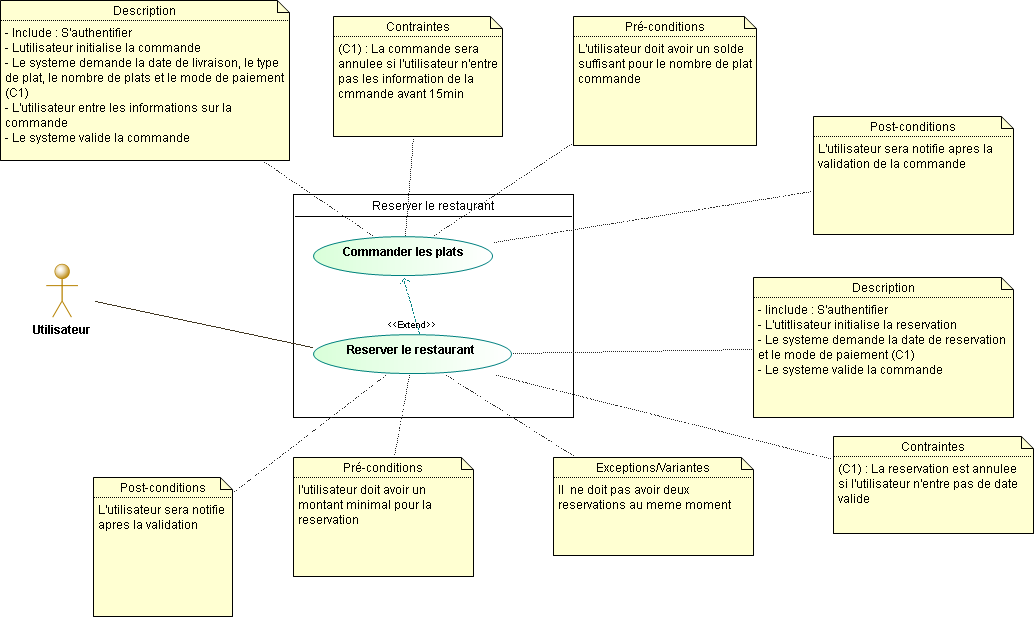 Description
- Include : S'authentifier
- Lutilisateur initialise la commande
- Le systeme demande la date de livraison, le type
de plat, le nombre de plats et le mode de paiement
(C1)
- L'utilisateur entre les informations sur la
commande
- Le systeme valide la commande
Contraintes
(C1) : La commande sera
annulee si l'utilisateur n'entre
pas les information de la
cmmande avant 15min
Pré-conditions
L'utilisateur doit avoir un solde
suffisant pour le nombre de plat
commande
Post-conditions
L'utilisateur sera notifie apres la
validation de la commande
Reserver le restaurant
Commander les plats
Utilisateur
<<Extend>>
Reserver le restaurant
Description
- Iinclude : S'authentifier
- L'utitlisateur initialise la reservation
- Le systeme demande la date de reservation
et le mode de paiement (C1)
- Le systeme valide la commande
Post-conditions
L'utilisateur sera notifie
apres la validation
Pré-conditions
l'utilisateur doit avoir un
montant minimal pour la
reservation
Exceptions/Variantes
Il ne doit pas avoir deux
reservations au meme moment
Contraintes
(C1) : La reservation est annulee
si l'utilisateur n'entre pas de date
valide